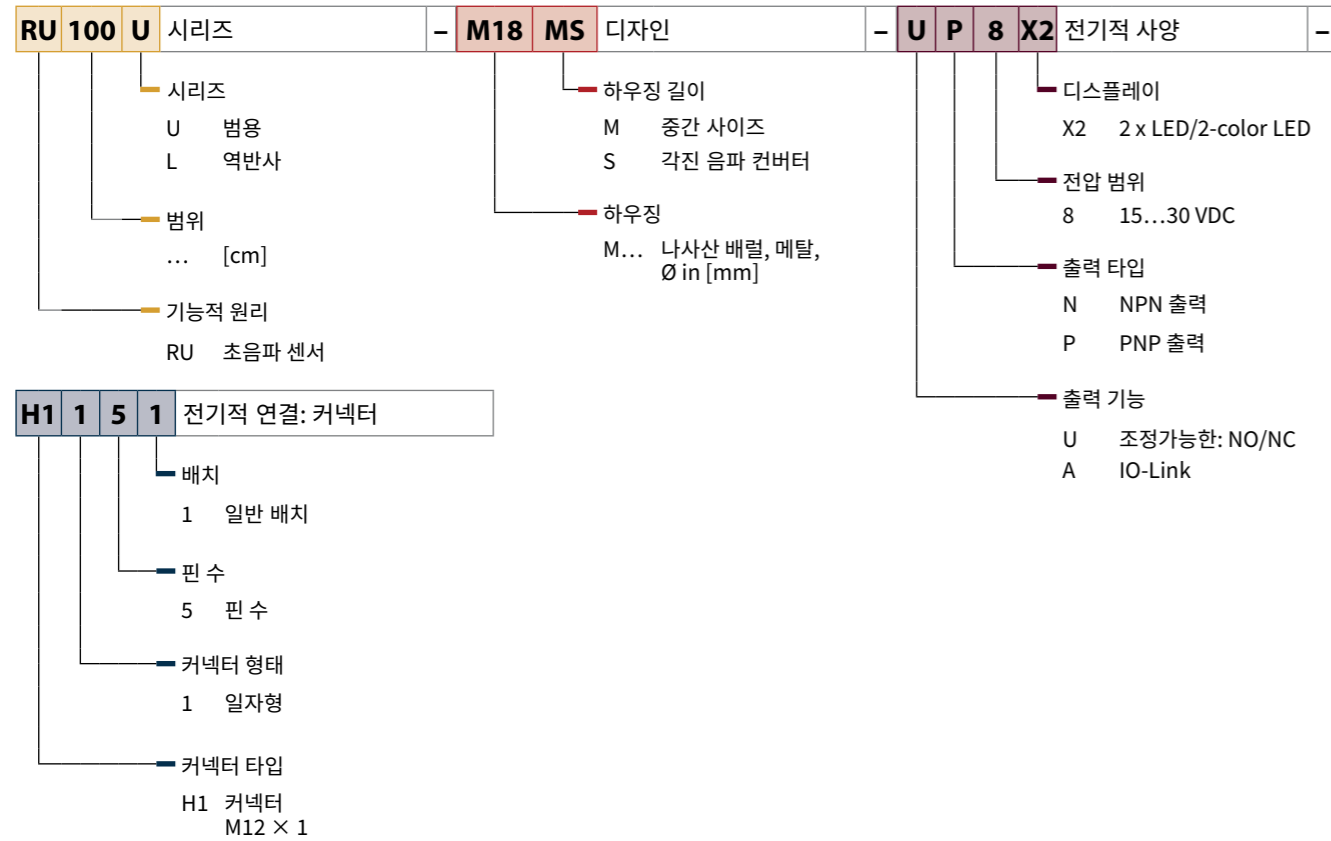 RU 100 U 시리즈 – M18 MS 디자인 – U P 8 X2 전기적 사양 –
시리즈
U 범용
L 역반사
범위
… [cm]
기능적 원리
RU 초음파 센서
하우징 길이
M 중간 사이즈
S 각진 음파 컨버터
하우징
M… 나사산 배럴, 메탈,
Ø in [mm]
디스플레이
X2 2 x LED/2-color LED
전압 범위
8 15…30 VDC
출력 타입
N NPN 출력
P PNP 출력
출력 기능
U 조정가능한: NO/NC
A IO-Link
H1 1 5 1 전기적 연결: 커넥터
배치
1 일반 배치
핀 수
5 핀 수
커넥터 형태
1 일자형
커넥터 타입
H1 커넥터
M12 × 1